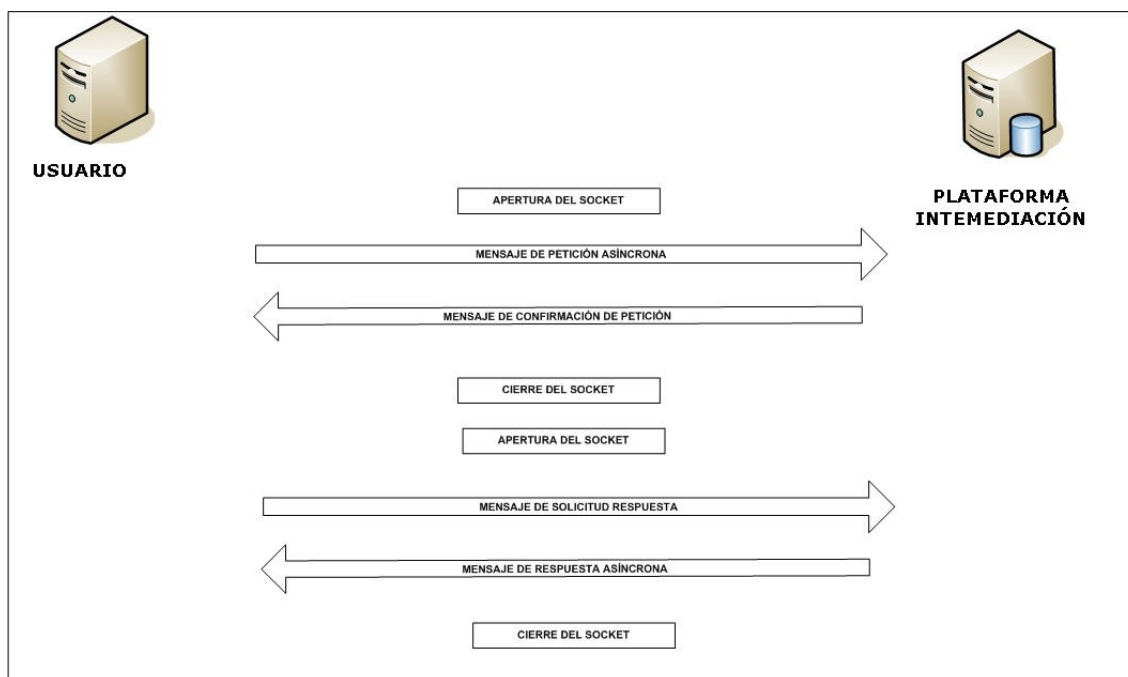 USUARIO
PLATAFORMA
INTEMEDIACIÓN
APERTURA DEL SOCKET
MENSAJE DE PETICIÓN ASÍNCRONA
MENSAJE DE CONFIRMACIÓN DE PETICIÓN
CIERRE DEL SOCKET
APERTURA DEL SOCKET
MENSAJE DE SOLICITUD RESPUESTA
MENSAJE DE RESPUESTA ASÍNCRONA
CIERRE DEL SOCKET